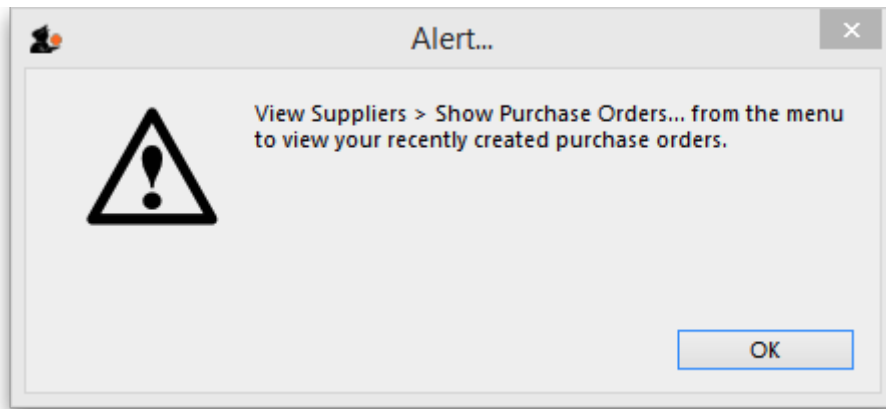 Alert...
View Suppliers > Show Purchase Orders... from the menu
to view your recently created purchase orders.
OK